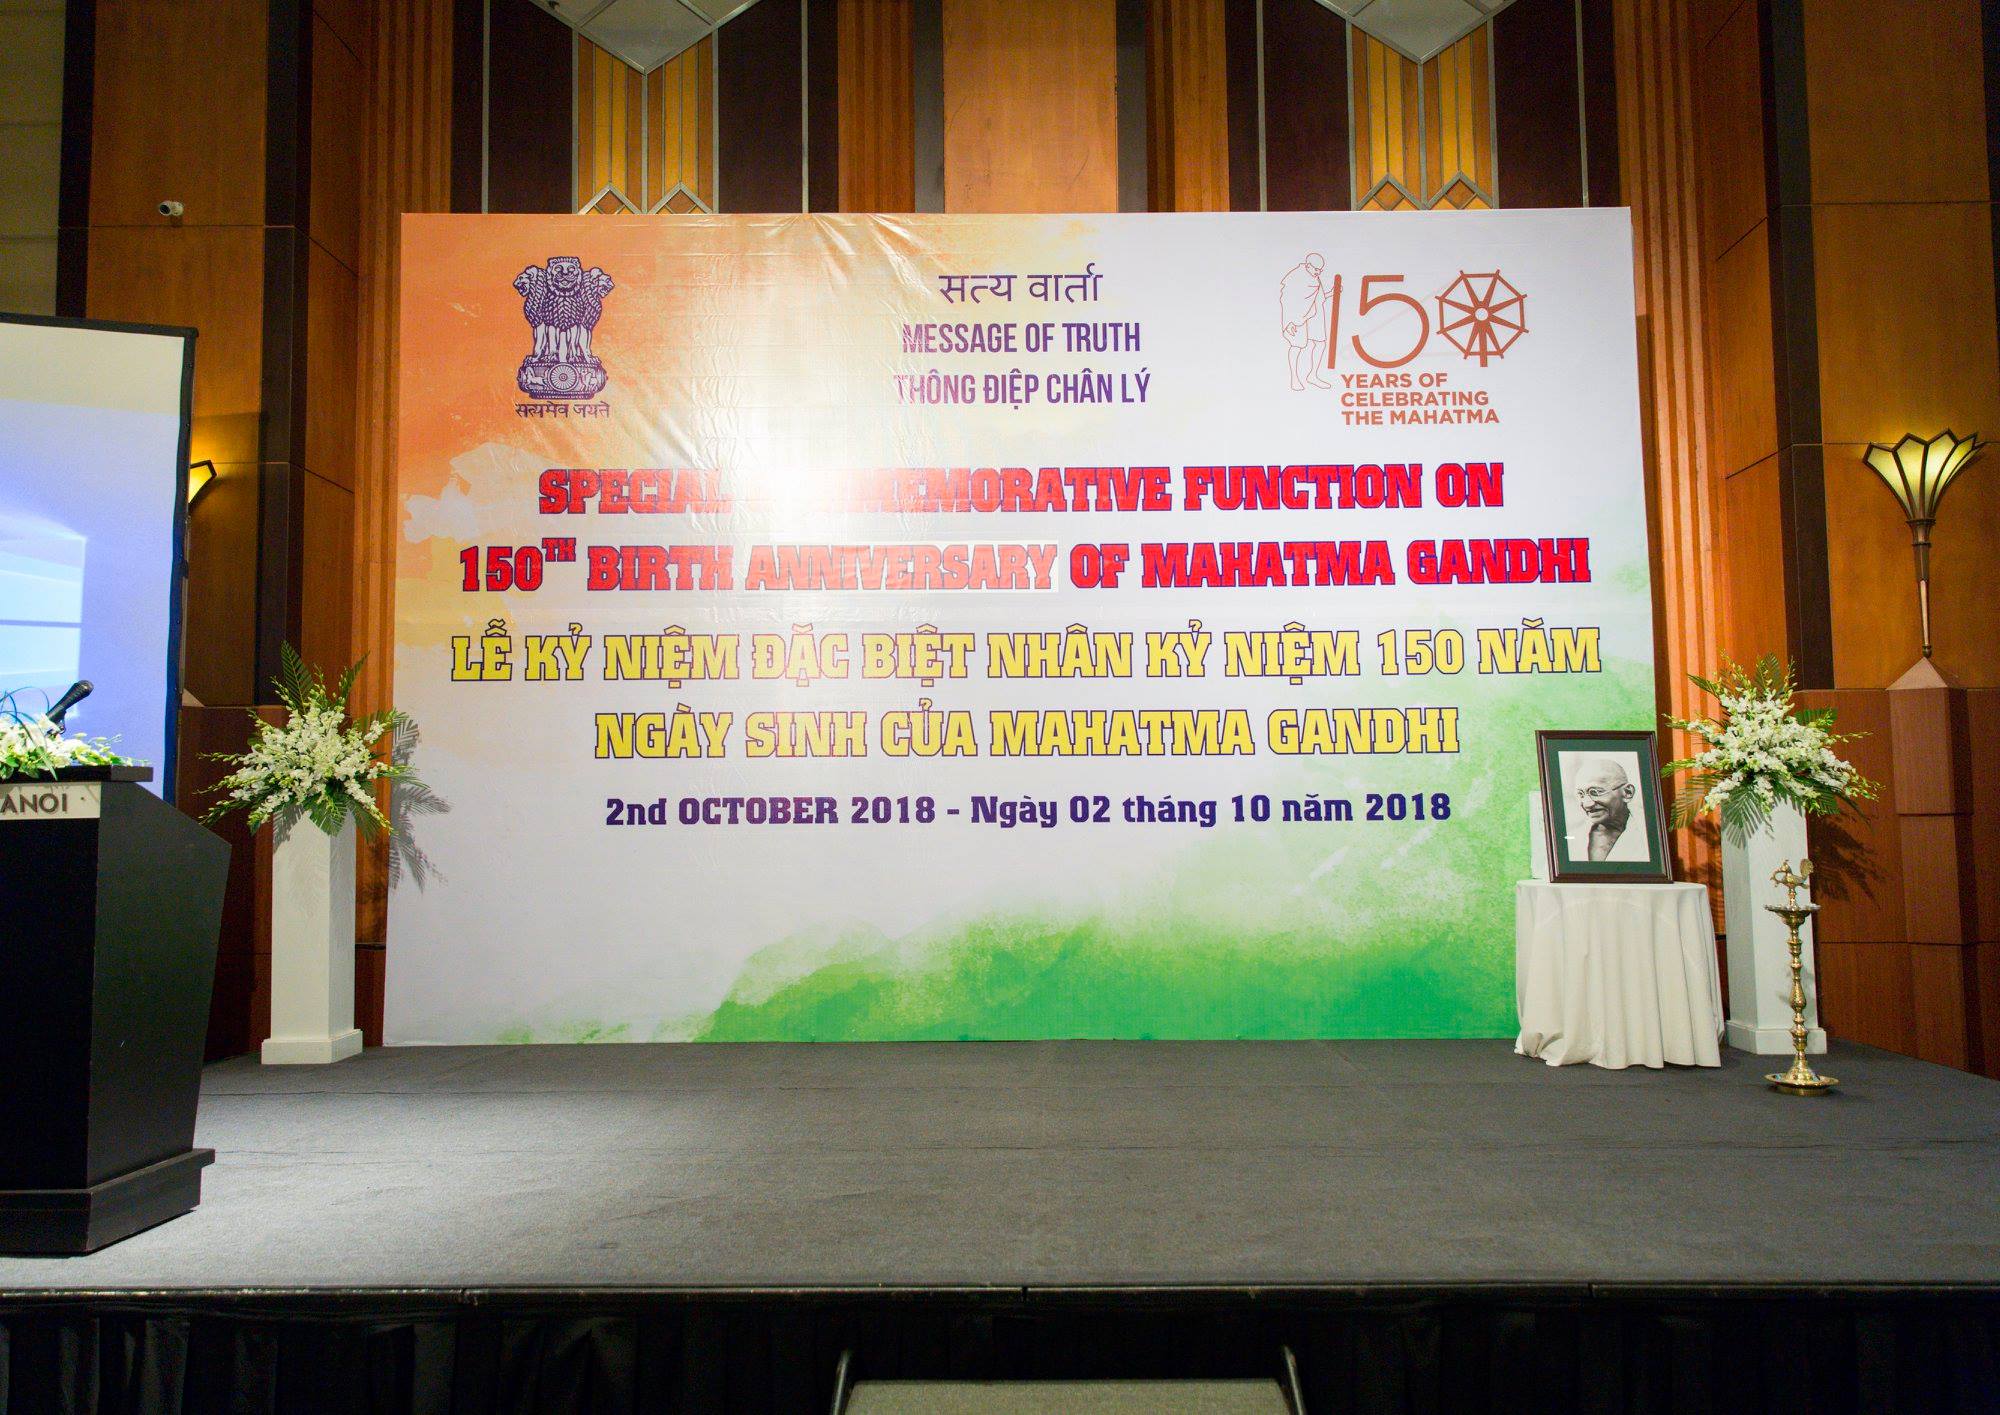 सत्य वार्ता
MESSAGE OF TRUTH
THÔNG ĐIỆP CHÂN LÝ
सत्यमेव जयते
150
YEARS OF
CELEBRATING
THE MAHATMA
SPECIAL COMMEMORATIVE FUNCTION ON
150TH BIRTH ANNIVERSARY OF MAHATMA GANDHI
LỄ KỶ NIỆM ĐẶC BIỆT NHÂN KỶ NIỆM 150 NĂM
NGÀY SINH CỦA MAHATMA GANDHI
2nd OCTOBER 2018 - Ngày 02 tháng 10 năm 2018
ANOI